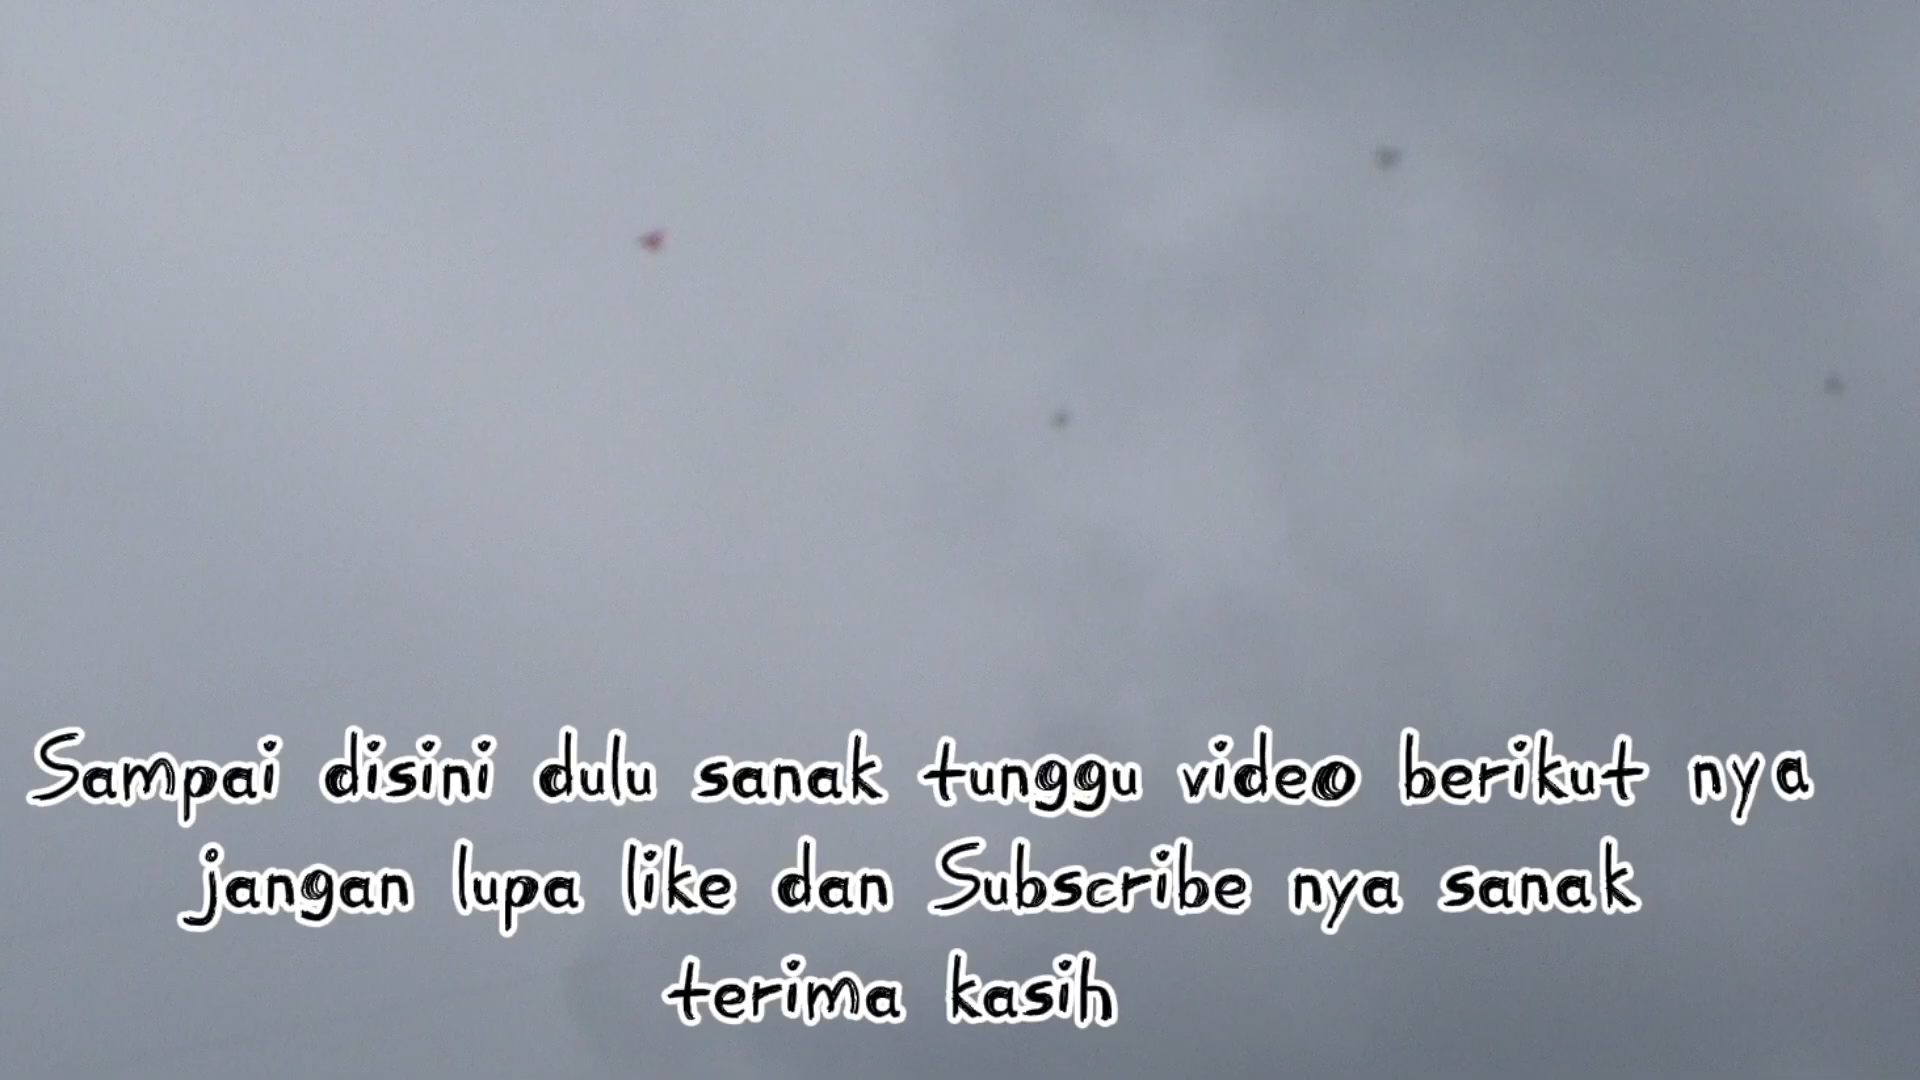 Sampai disini dulu sanak tunggu video berikut nya
jangan lupa like dan Subscribe nya sanak
terima kasih